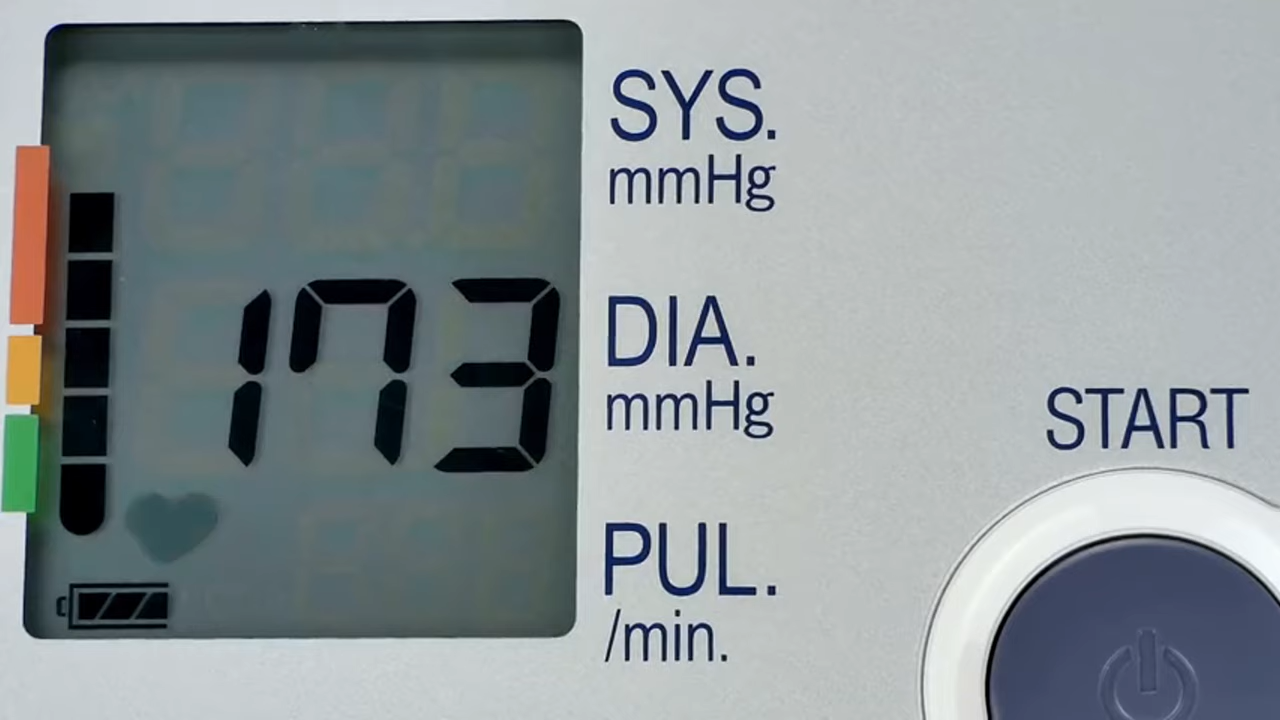 SYS.
mmHg
173
DIA.
mmHg
START
PUL.
/min.